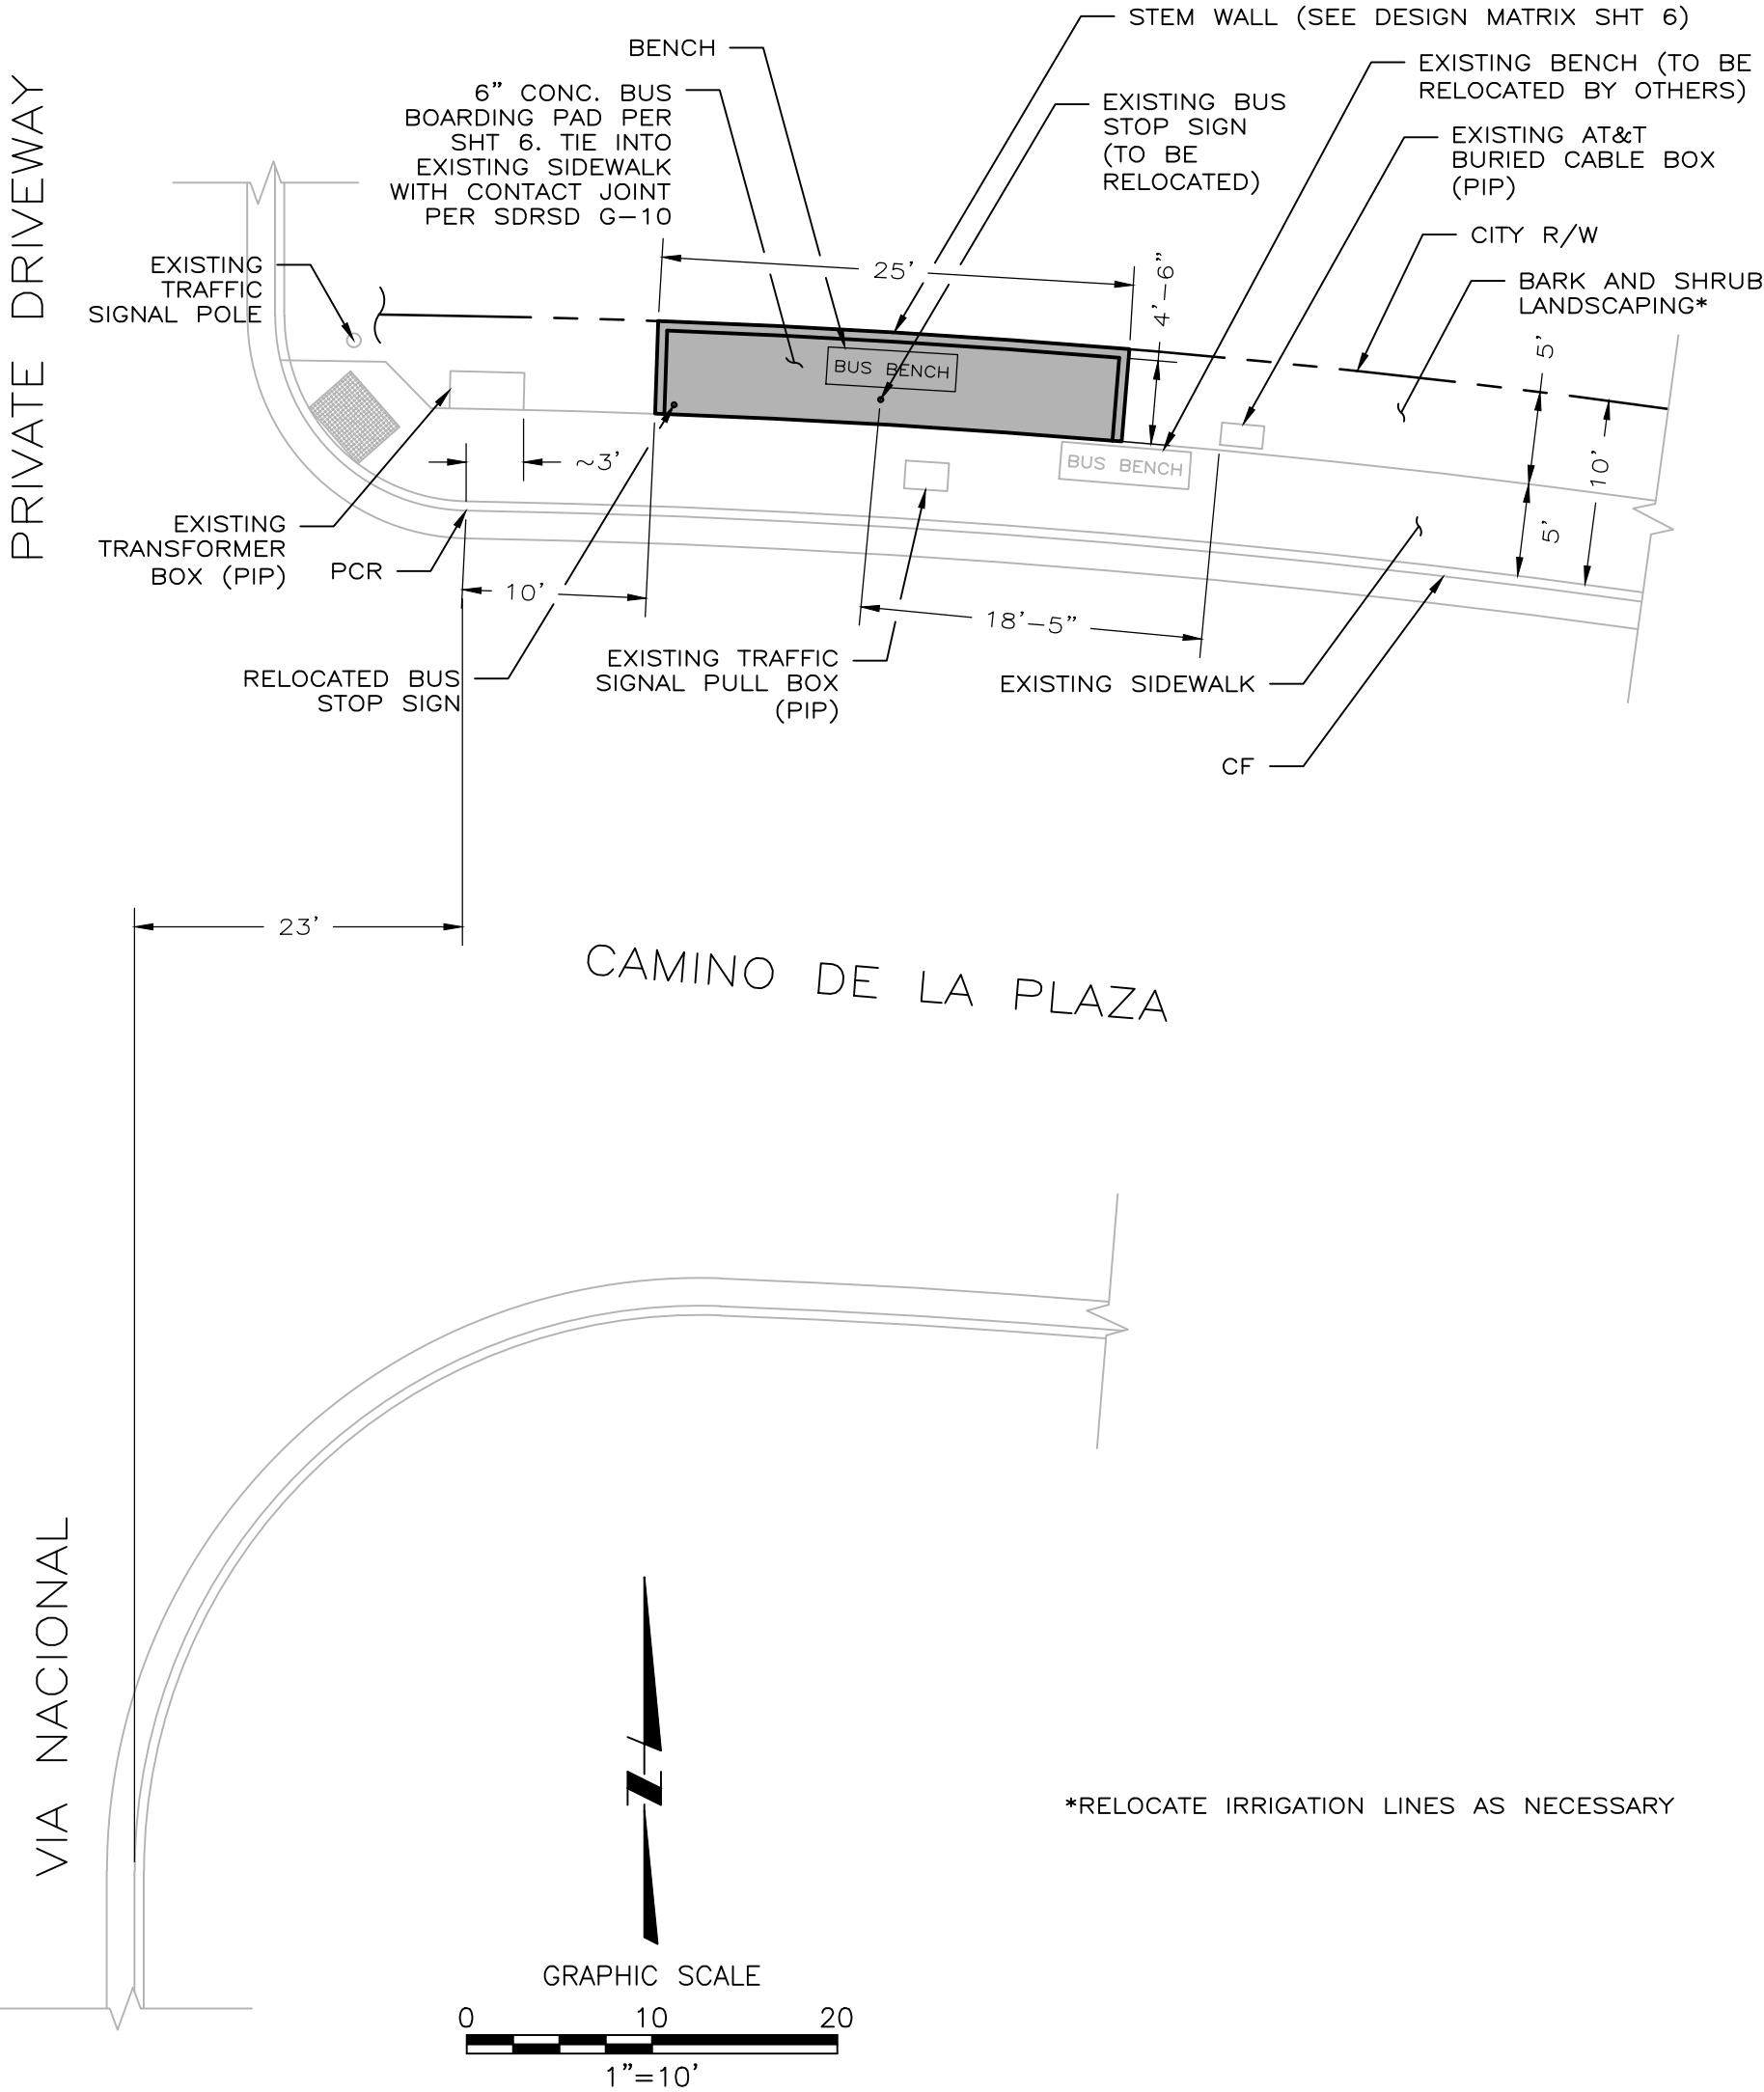 STEM WALL (SEE DESIGN MATRIX SHT 6)
BENCH
EXISTING BENCH (TO BE
RELOCATED BY OTHERS)
6” CONC. BUS
BOARDING PAD PER
SHT 6. TIE INTO
EXISTING SIDEWALK
WITH CONTACT JOINT
PER SDRSD G-10
EXISTING BUS
STOP SIGN
(TO BE
RELOCATED)
EXISTING AT&T
BURIED CABLE BOX
(PIP)
CITY R/W
BARK AND SHRUB
LANDSCAPING*
PRIVATE DRIVEWAY
EXISTING
TRAFFIC
SIGNAL POLE
25’
4’-6”
5’
BUS BENCH
BUS BENCH
10’
5’
~3’
EXISTING
TRANSFORMER
BOX (PIP)
PCR
10’
18’-5”
RELOCATED BUS
STOP SIGN
EXISTING TRAFFIC
SIGNAL PULL BOX
(PIP)
EXISTING SIDEWALK
CF
23’
CAMINO DE LA PLAZA
VIA NACIONAL
N
*RELOCATE IRRIGATION LINES AS NECESSARY
GRAPHIC SCALE
0 10 20
1”=10’